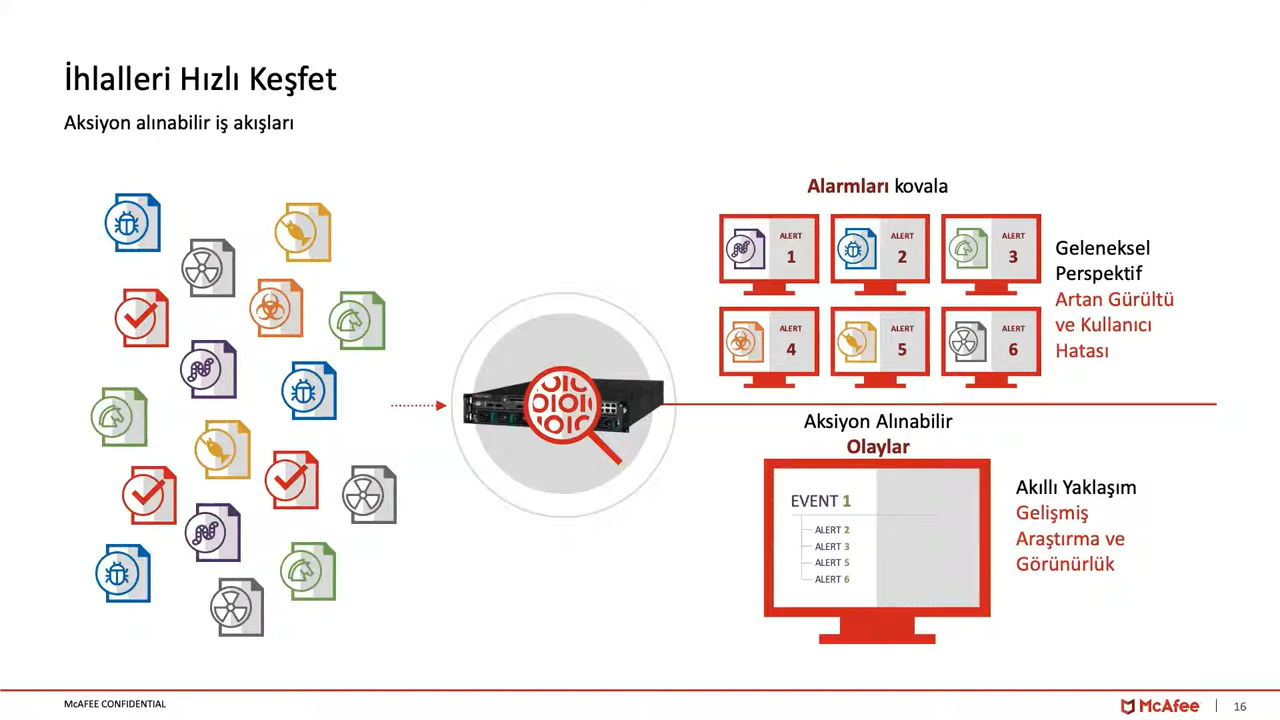 İhlalleri Hızlı Keşfet
Aksiyon alınabilir iş akışları
Alarmları kovala
ALERT
1
ALERT
2
ALERT
3
ALERT
4
ALERT
5
ALERT
6
Geleneksel
Perspektif
Artan Gürültü
ve Kullanıcı
Hatası
Aksiyon Alınabilir
Olaylar
EVENT 1
ALERT 2
ALERT 3
ALERT 5
ALERT 6
Akıllı Yaklaşım
Gelişmiş
Araştırma ve
Görünürlük
McAFEE CONFIDENTIAL
McAfee
16